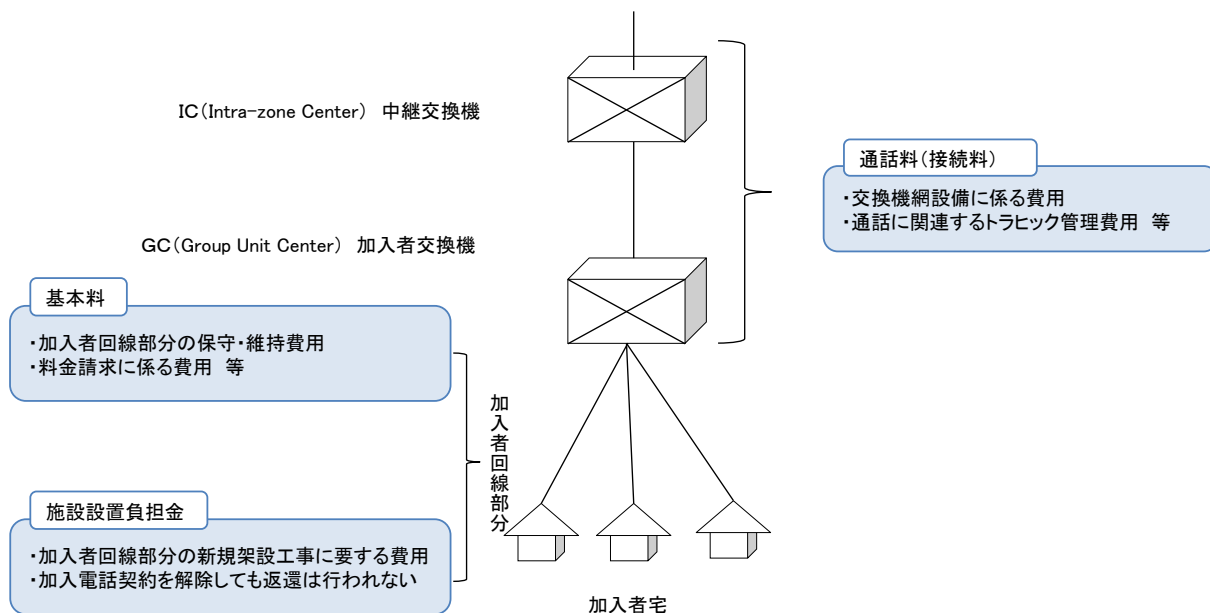 IC(Intra-zone Center) 中継交換機
通話料(接続料)
・交換機網設備に係る費用
・通話に関連するトラヒック管理費用 等
GC(Group Unit Center) 加入者交換機
基本料
・加入者回線部分の保守・維持費用
・料金請求に係る費用 等
加入者回線部分
施設設置負担金
・加入者回線部分の新規架設工事に要する費用
・加入電話契約を解除しても返還は行われない
加入者宅